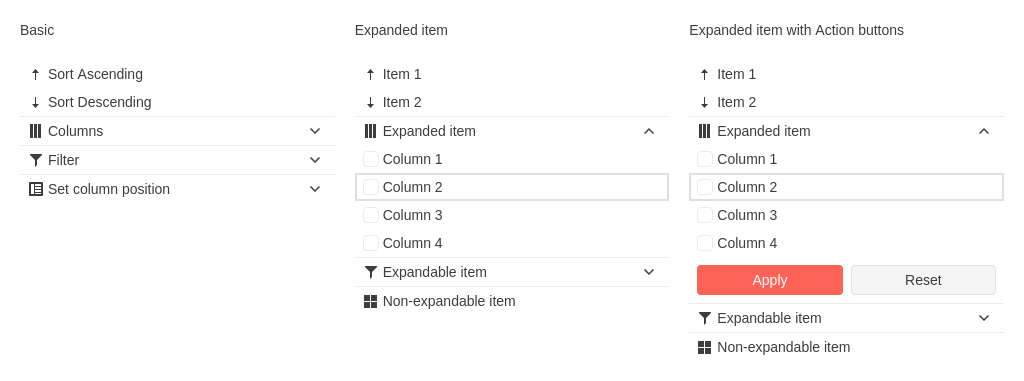 Basic
Sort Ascending
Sort Descending
Columns
Filter
Set column position
Expanded item
Item 1
Item 2
Expanded item
Column 1
Column 2
Column 3
Column 4
Expandable item
Non-expandable item
Expanded item with Action buttons
Item 1
Item 2
Expanded item
Column 1
Column 2
Column 3
Column 4
Apply
Reset
Expandable item
Non-expandable item